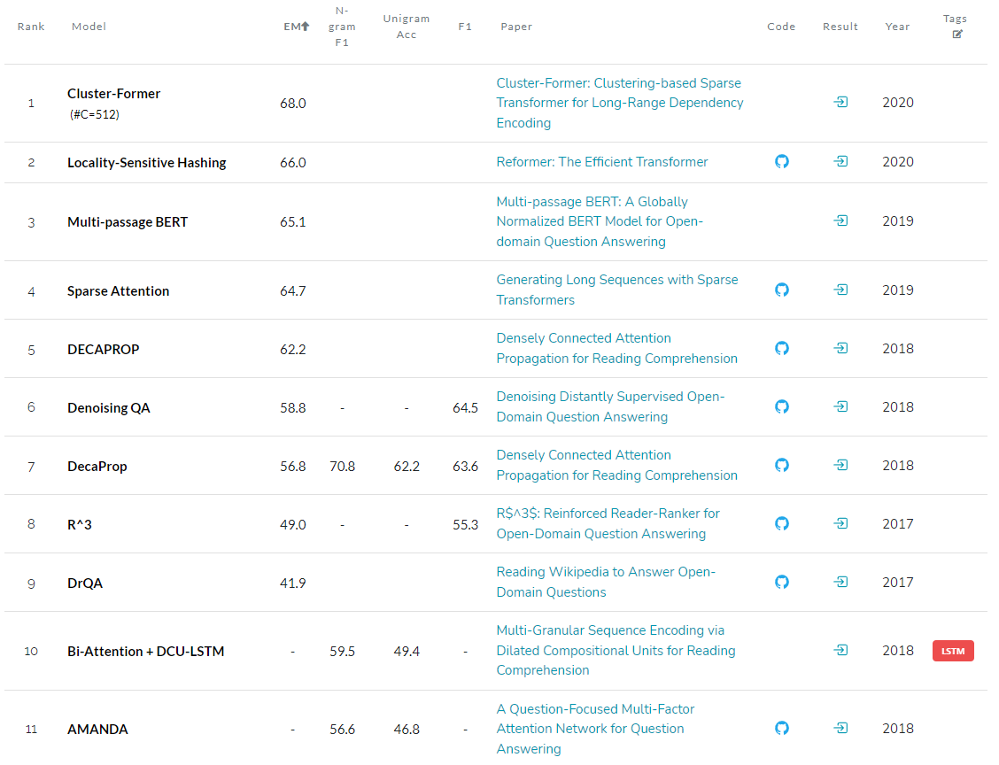 Rank Model EM N-gram F1 Unigram Acc F1 Paper Code Result Year Tags
1 Cluster-Former (#C=512) 68.0 Cluster-Former: Clustering-based Sparse Transformer for Long-Range Dependency Encoding 2020
2 Locality-Sensitive Hashing 66.0 Reformer: The Efficient Transformer 2020
3 Multi-passage BERT 65.1 Multi-passage BERT: A Globally Normalized BERT Model for Open-domain Question Answering 2019
4 Sparse Attention 64.7 Generating Long Sequences with Sparse Transformers 2019
5 DECAPROP 62.2 Densely Connected Attention Propagation for Reading Comprehension 2018
6 Denoising QA 58.8 - - 64.5 Denoising Distantly Supervised Open-Domain Question Answering 2018
7 DecaProp 56.8 70.8 62.2 63.6 Densely Connected Attention Propagation for Reading Comprehension 2018
8 R^3 49.0 - - 55.3 R$^3$: Reinforced Reader-Ranker for Open-Domain Question Answering 2017
9 DrQA 41.9 Reading Wikipedia to Answer Open-Domain Questions 2017
10 Bi-Attention + DCU-LSTM - 59.5 49.4 - Multi-Granular Sequence Encoding via Dilated Compositional Units for Reading Comprehension 2018 LSTM
11 AMANDA - 56.6 46.8 - A Question-Focused Multi-Factor Attention Network for Question Answering 2018